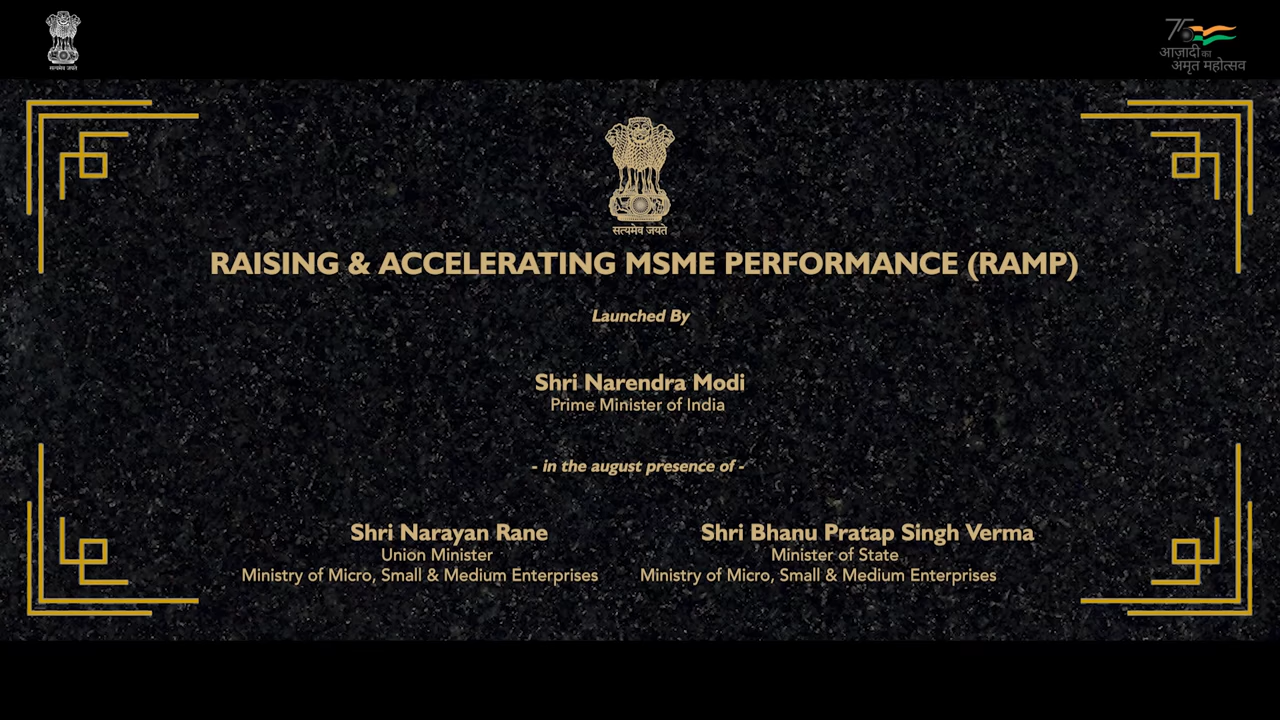 सत्यमेव जयते
75
आज़ादी का
अमृत महोत्सव
सत्यमेव जयते
RAISING & ACCELERATING MSME PERFORMANCE (RAMP)
Launched By
Shri Narendra Modi
Prime Minister of India
- in the august presence of -
Shri Narayan Rane
Union Minister
Ministry of Micro, Small & Medium Enterprises
Shri Bhanu Pratap Singh Verma
Minister of State
Ministry of Micro, Small & Medium Enterprises